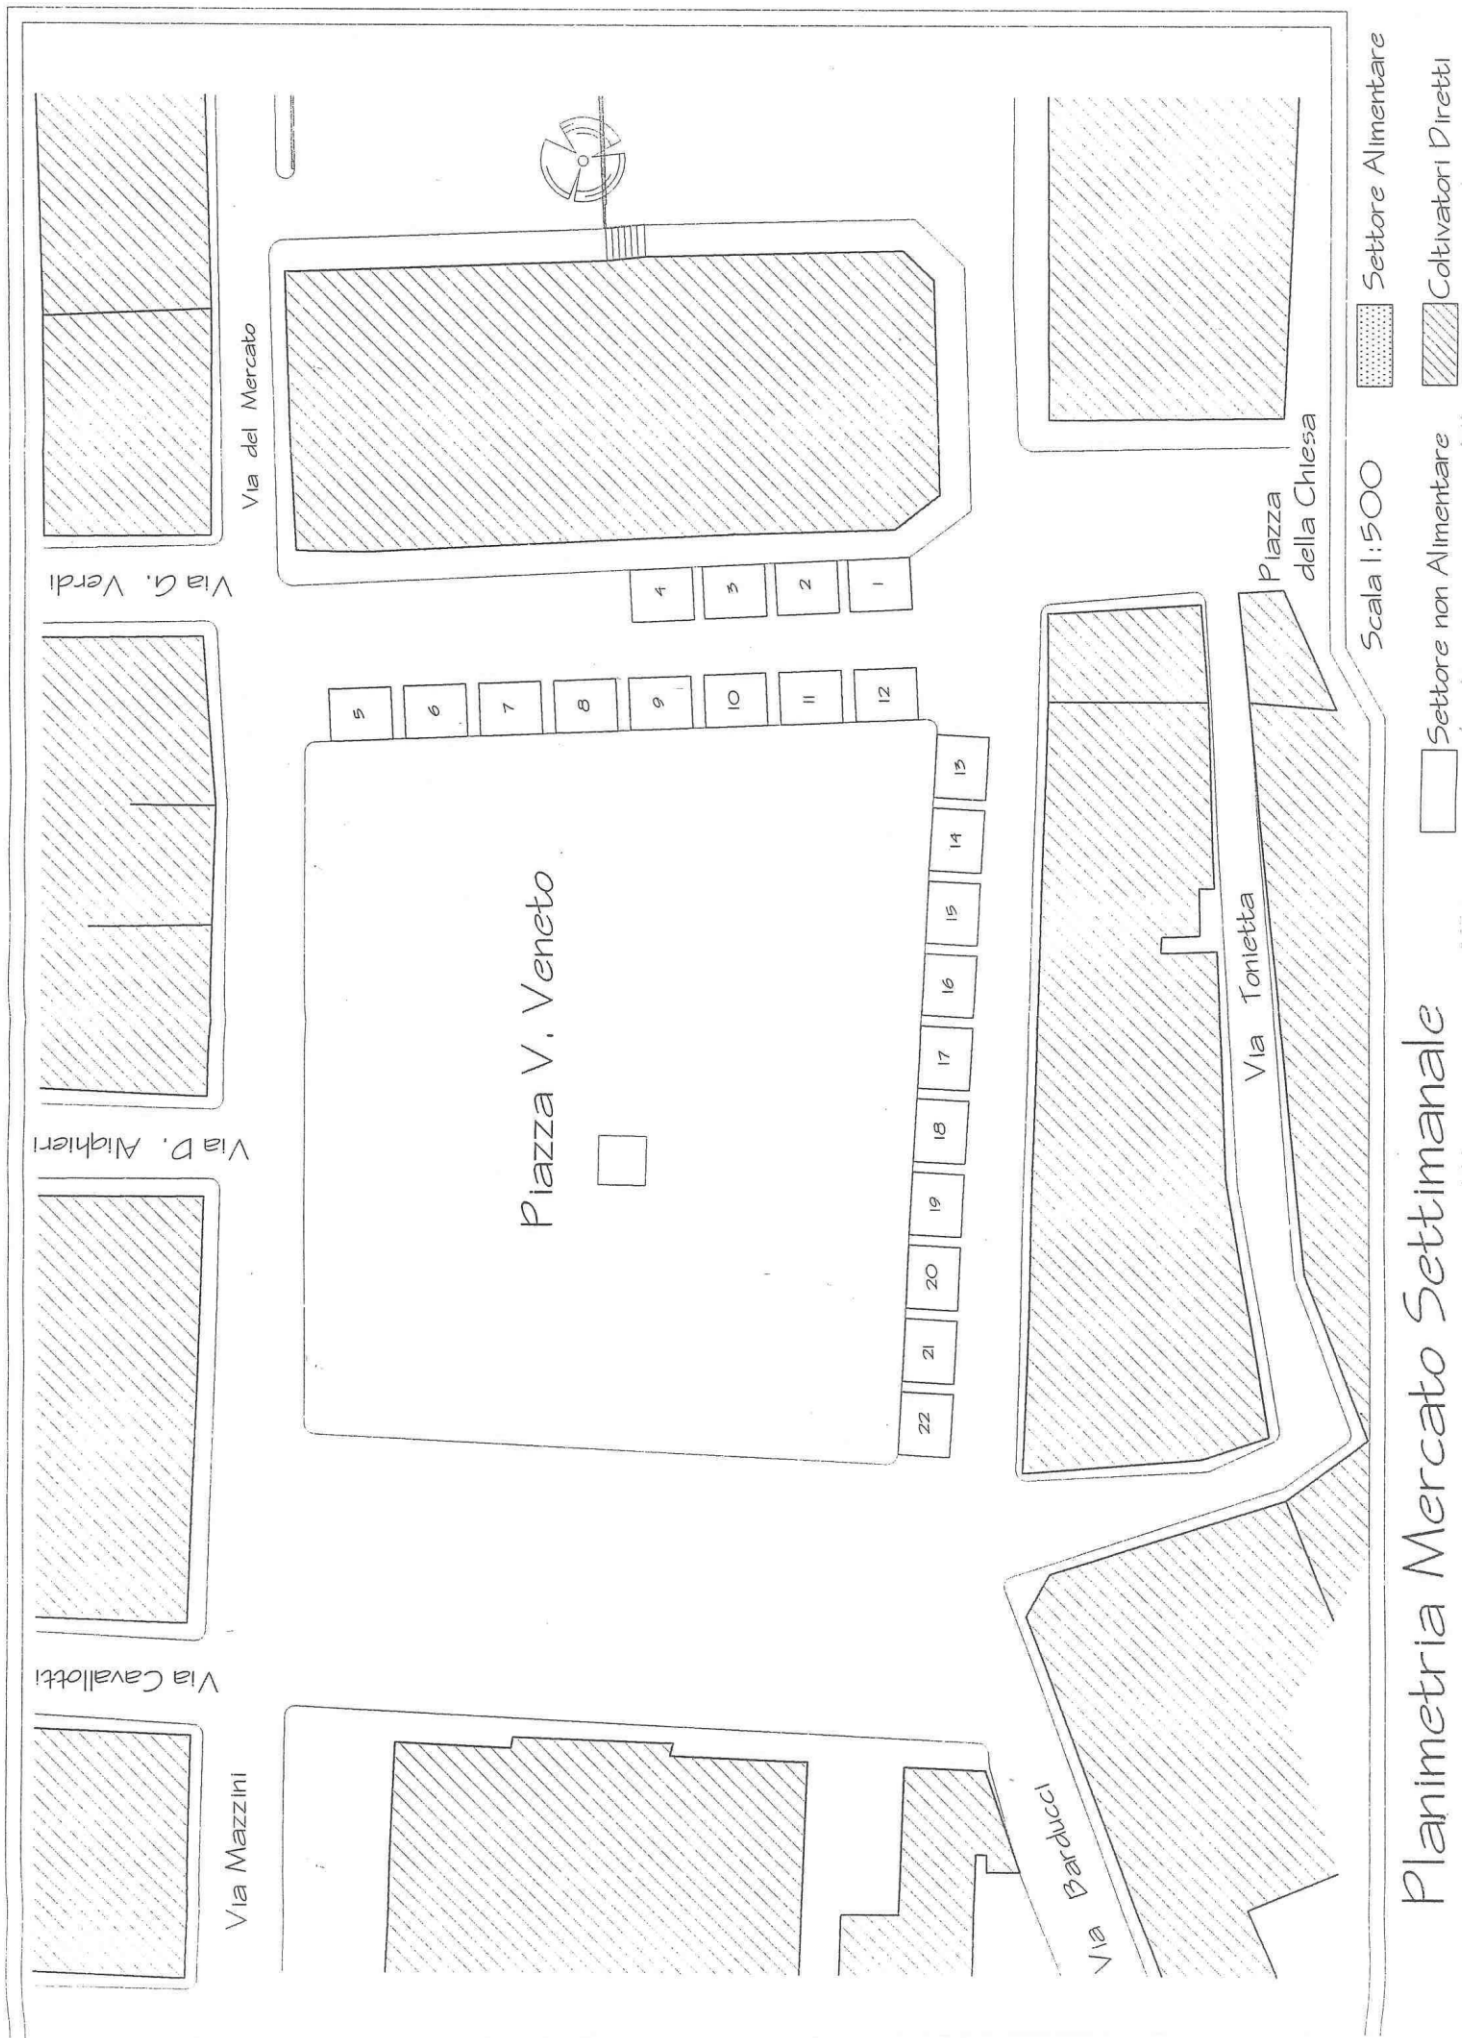 Via G. Verdi
Via D. Alighieri
Via Cavallotti
Via del Mercato
Via Mazzini
Piazza V. Veneto
4
3
2
1
5
6
7
8
9
10
11
12
13
14
15
16
17
18
19
20
21
22
Via Tonietta
Via Barducci
Piazza
della Chiesa
Planimetria Mercato Settimanale
Scala 1:500
Settore Alimentare
Settore non Alimentare
Coltivatori Diretti